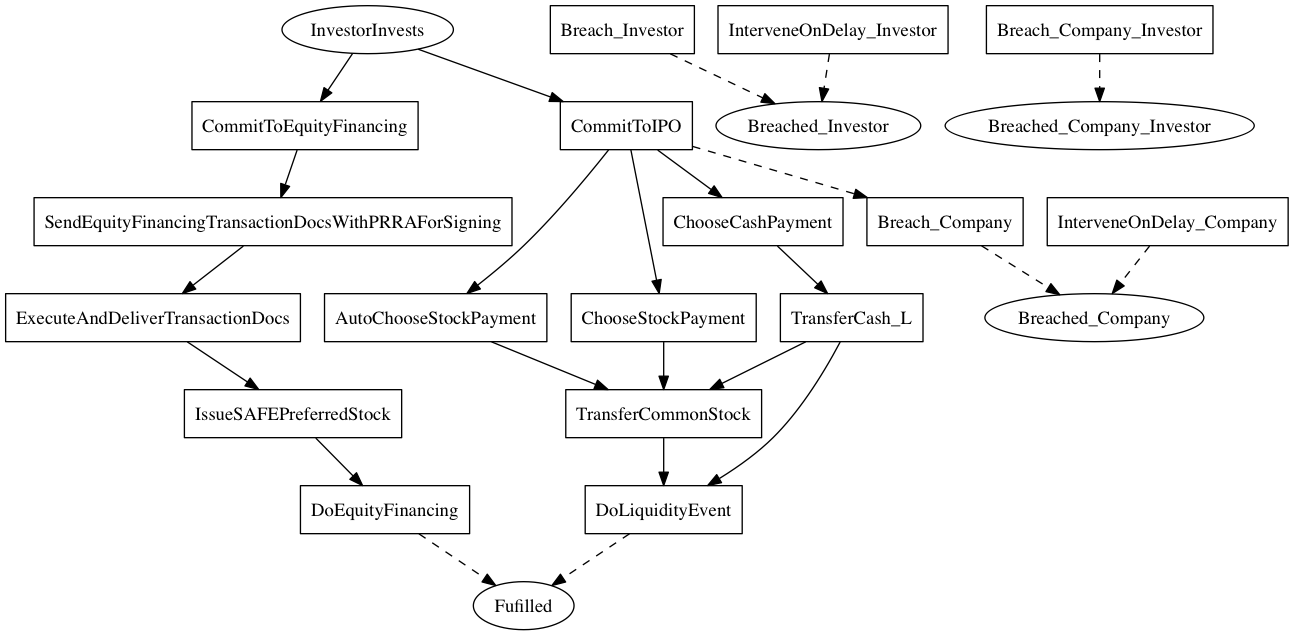 InvestorInvests
Breach_Investor
InterveneOnDelay_Investor
Breach_Company_Investor
CommitToEquityFinancing
CommitToIPO
Breached_Investor
Breached_Company_Investor
SendEquityFinancingTransactionDocsWithPRRAForSigning
ChooseCashPayment
Breach_Company
InterveneOnDelay_Company
ExecuteAndDeliverTransactionDocs
AutoChooseStockPayment
ChooseStockPayment
TransferCash_L
Breached_Company
IssueSAFEPreferredStock
TransferCommonStock
DoEquityFinancing
DoLiquidityEvent
Fufilled